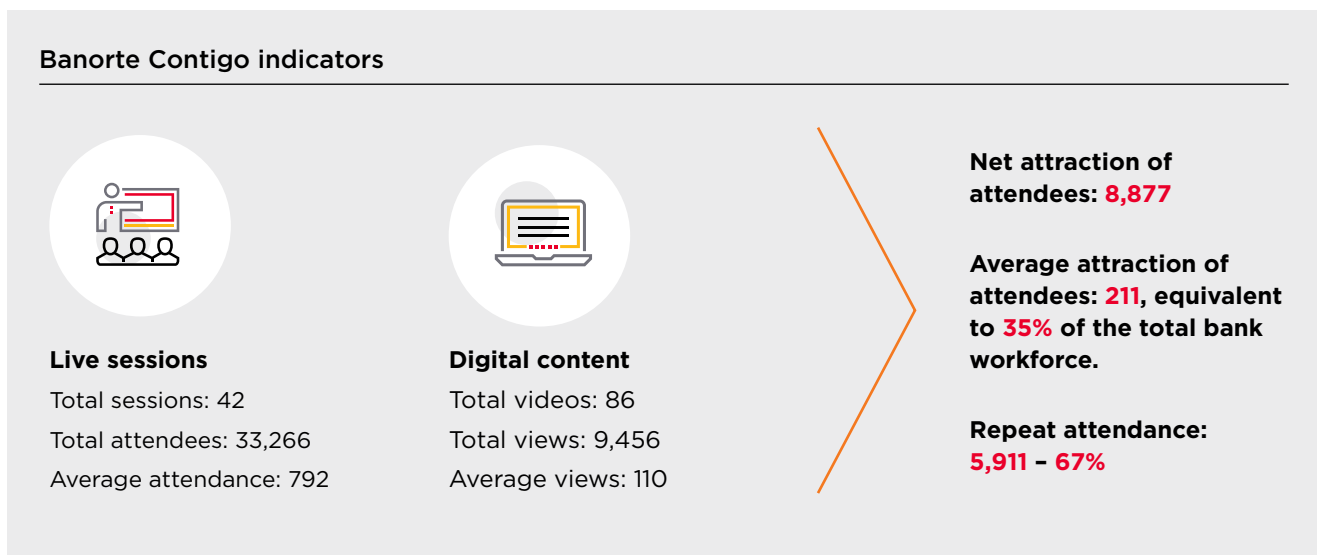 Banorte Contigo indicators
Live sessions
Total sessions: 42
Total attendees: 33,266
Average attendance: 792
Digital content
Total videos: 86
Total views: 9,456
Average views: 110
Net attraction of
attendees: 8,877
Average attraction of
attendees: 211, equivalent
to 35% of the total bank
workforce.
Repeat attendance:
5,911 – 67%